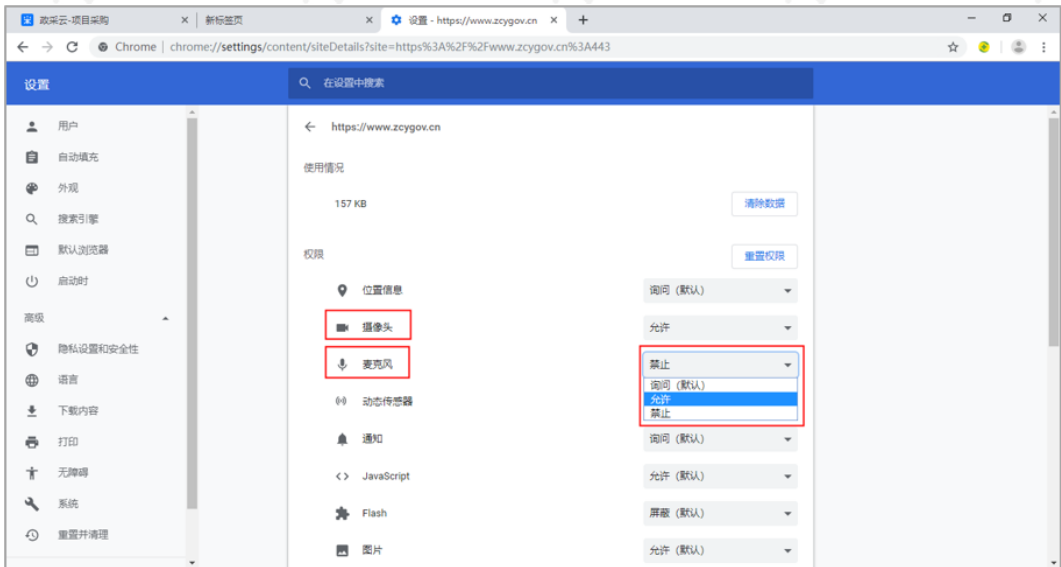 政采云-项目采购
新标签页
设置 - https://www.zcygov.cn
Chrome | chrome://settings/content/siteDetails?site=https%3A%2F%2Fwww.zcygov.cn%3A443
设置
在设置中搜索
用户
自动填充
外观
搜索引擎
默认浏览器
启动时
高级
隐私设置和安全性
语言
下载内容
打印
无障碍
系统
重置并清理
https://www.zcygov.cn
使用情况
157 KB 清除数据
权限 重置权限
位置信息 询问 (默认)
摄像头 允许
麦克风 禁止
询问 (默认)
允许
禁止
动态传感器
通知 询问 (默认)
JavaScript 允许 (默认)
Flash 屏蔽 (默认)
图片 允许 (默认)